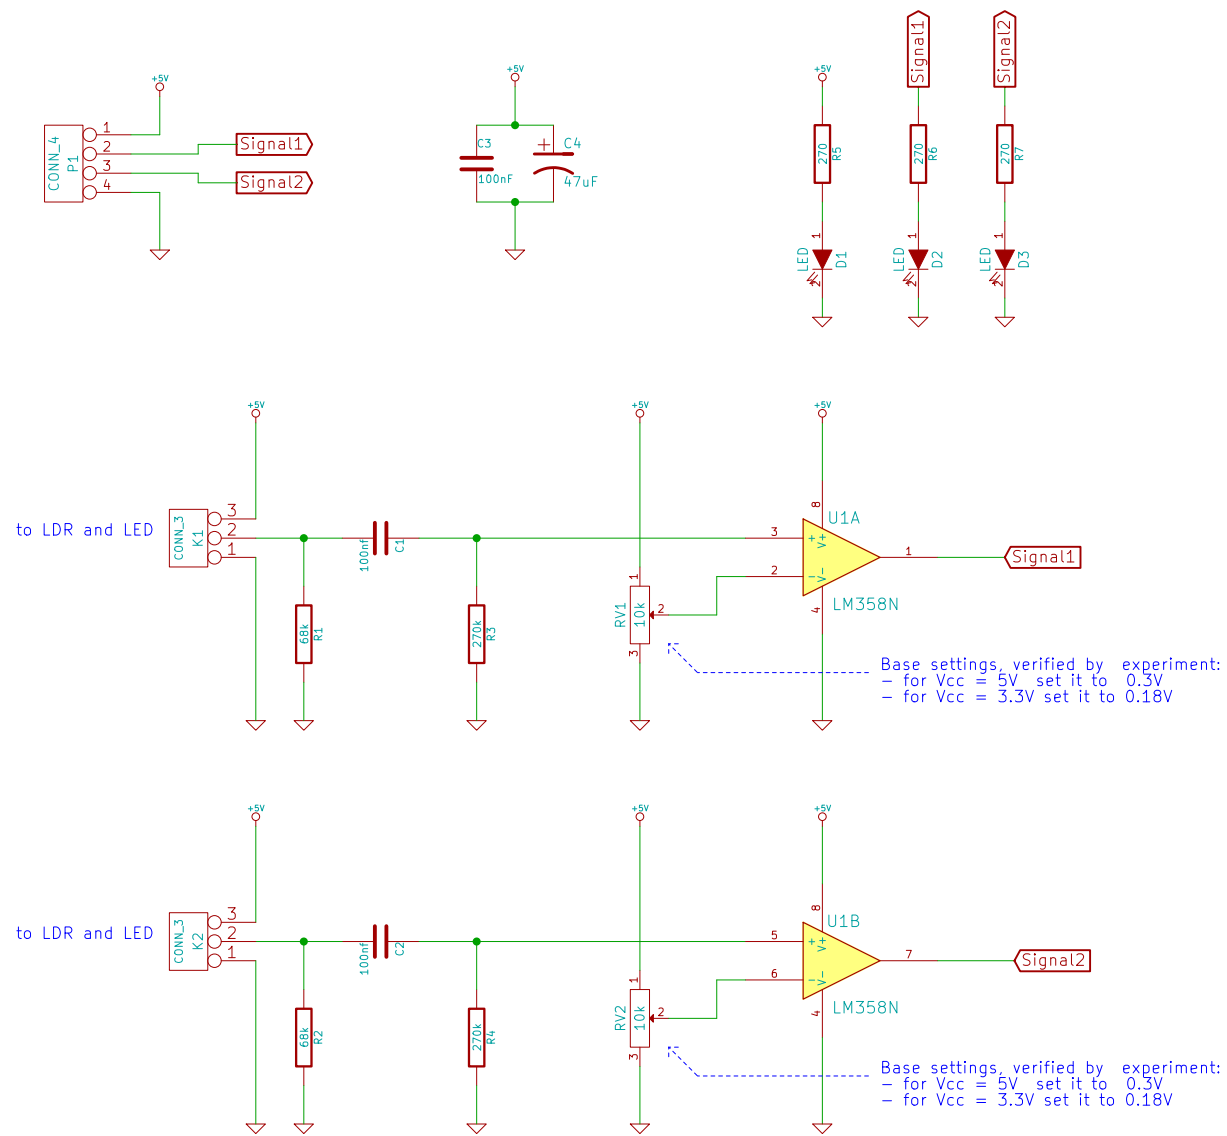 +5V
CONN_4
P1
1
2
3
4
Signal1
Signal2
+5V
C3
100nF
C4
+
47uF
+5V
270
R5
1
2
LED
D1
Signal1
270
R6
1
2
LED
D2
Signal2
270
R7
1
2
LED
D3
to LDR and LED
+5V
CONN_3
K1
3
2
1
100nf
C1
68k
R1
270k
R3
+5V
1
RV1
10k
2
3
+5V
8
U1A
3
+
V+
2
-
V-
4
1
LM358N
Signal1
Base settings, verified by experiment:
- for Vcc = 5V set it to 0.3V
- for Vcc = 3.3V set it to 0.18V
to LDR and LED
+5V
CONN_3
K2
3
2
1
100nf
C2
68k
R2
270k
R4
+5V
1
RV2
10k
2
3
+5V
8
U1B
5
+
V+
6
-
V-
4
7
LM358N
Signal2
Base settings, verified by experiment:
- for Vcc = 5V set it to 0.3V
- for Vcc = 3.3V set it to 0.18V